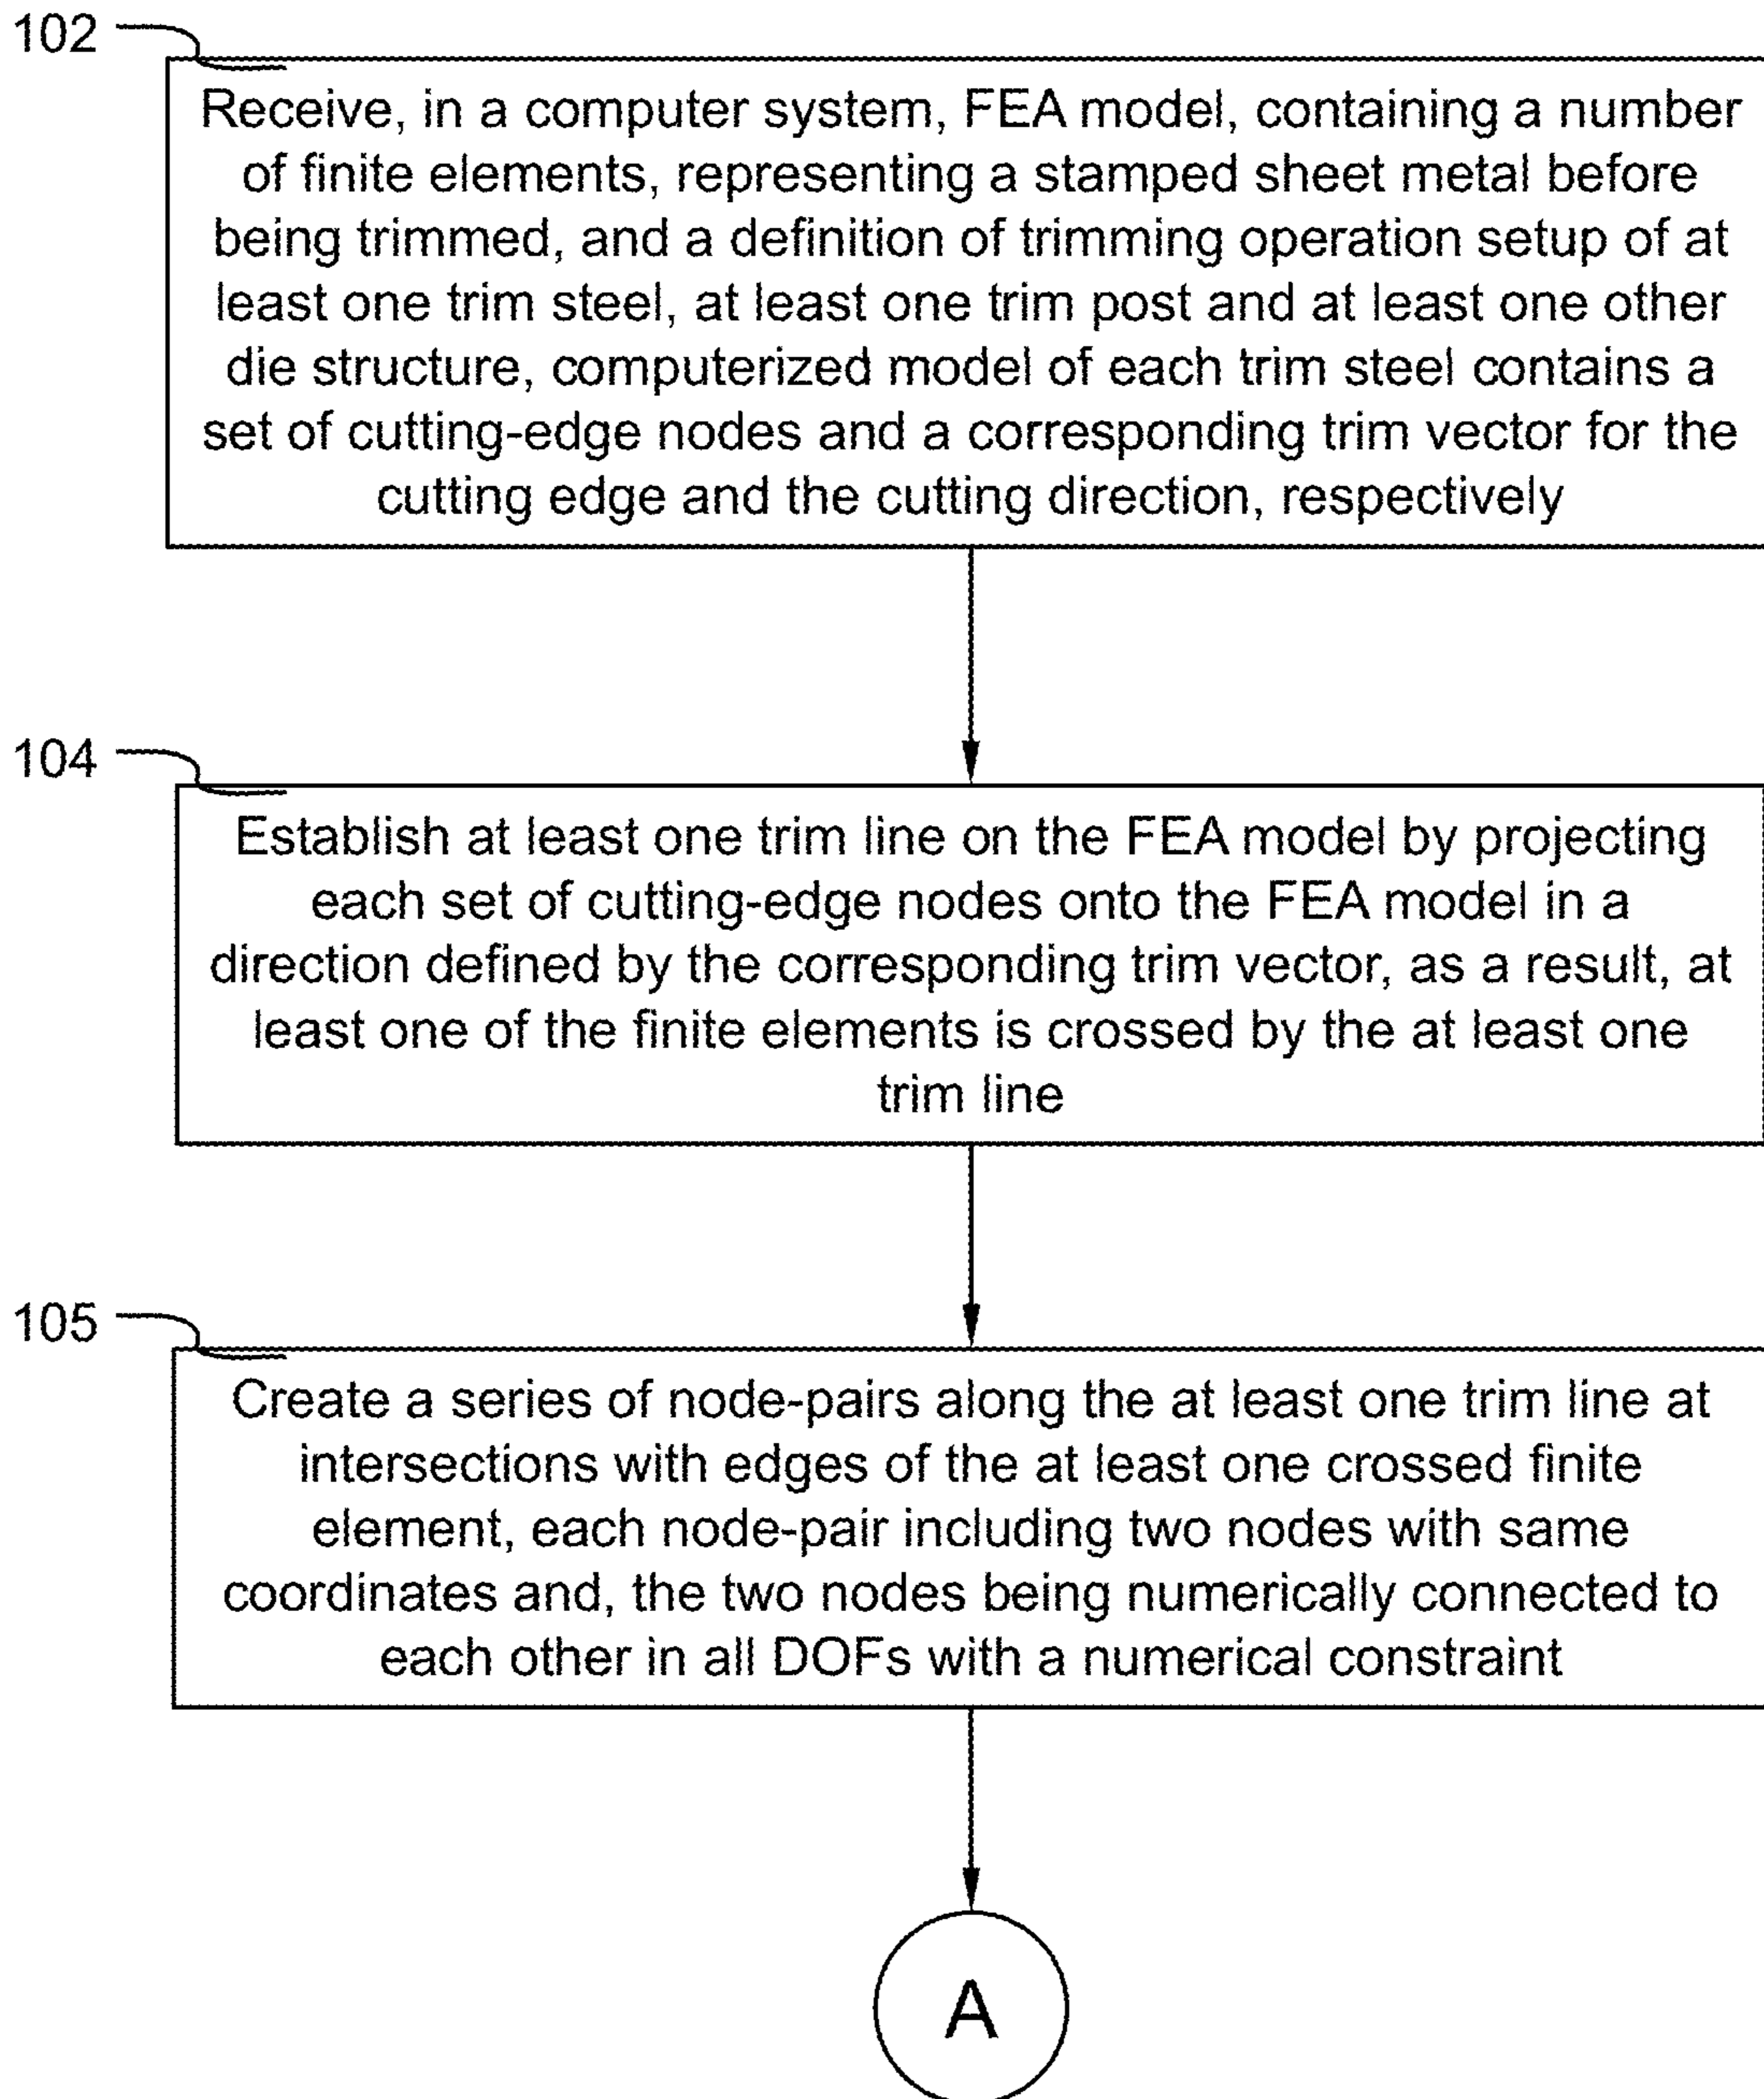 102
Receive, in a computer system, FEA model, containing a number
of finite elements, representing a stamped sheet metal before
being trimmed, and a definition of trimming operation setup of at
least one trim steel, at least one trim post and at least one other
die structure, computerized model of each trim steel contains a
set of cutting-edge nodes and a corresponding trim vector for the
cutting edge and the cutting direction, respectively
104
Establish at least one trim line on the FEA model by projecting
each set of cutting-edge nodes onto the FEA model in a
direction defined by the corresponding trim vector, as a result, at
least one of the finite elements is crossed by the at least one
trim line
105
Create a series of node-pairs along the at least one trim line at
intersections with edges of the at least one crossed finite
element, each node-pair including two nodes with same
coordinates and, the two nodes being numerically connected to
each other in all DOFs with a numerical constraint
A